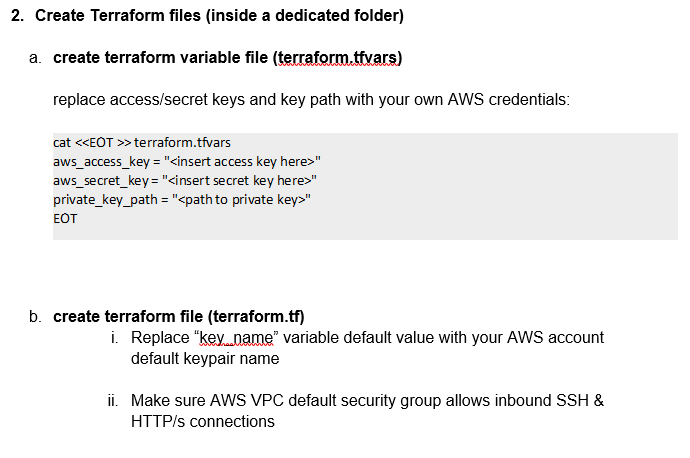 2. Create Terraform files (inside a dedicated folder)
a. create terraform variable file (terraform.tfvars)
replace access/secret keys and key path with your own AWS credentials:
cat <<EOT >> terraform.tfvars
aws_access_key = "<insert access key here>"
aws_secret_key = "<insert secret key here>"
private_key_path = "<path to private key>"
EOT
b. create terraform file (terraform.tf)
i. Replace “key_name” variable default value with your AWS account
default keypair name
ii. Make sure AWS VPC default security group allows inbound SSH &
HTTP/s connections